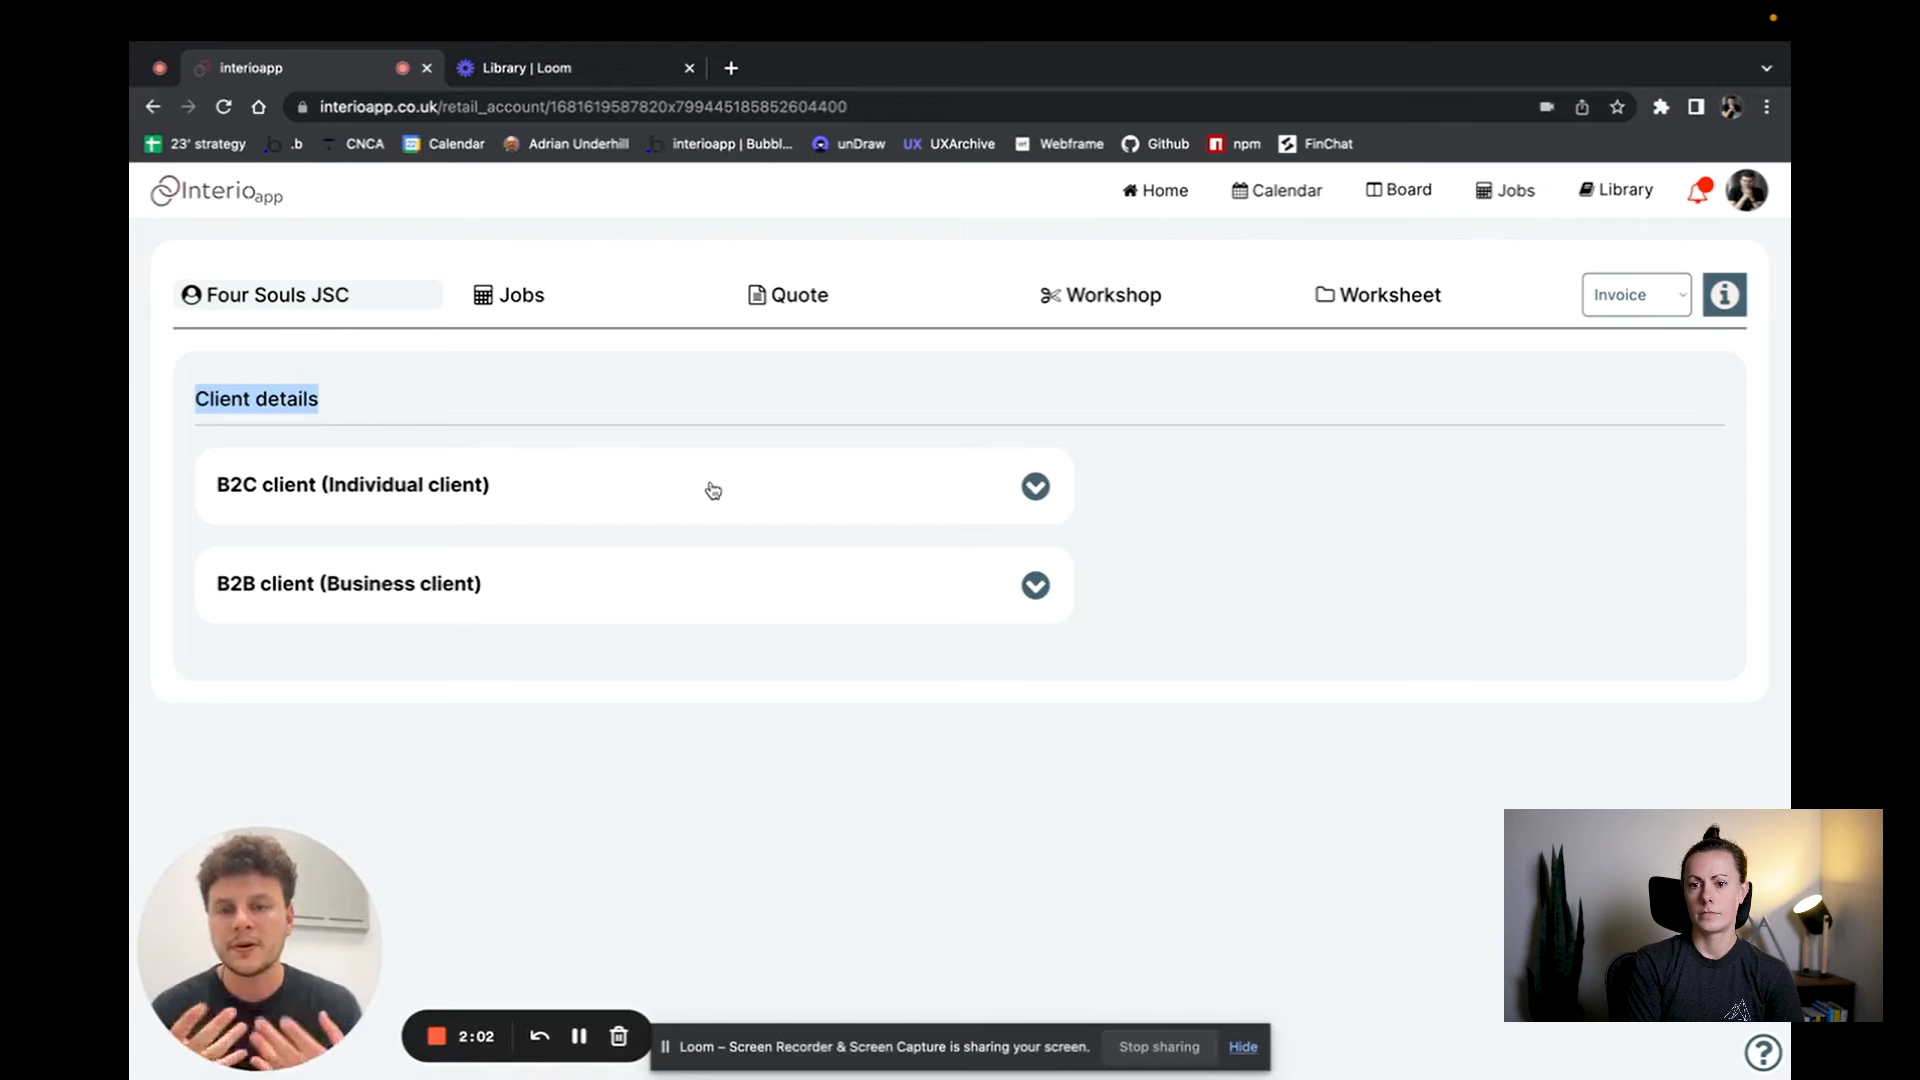 interioapp
Library | Loom
interioapp.co.uk/retail_account/1681619587820x799445185852604400
23' strategy
.b
CNCA
Calendar
Adrian Underhill
interioapp | Bubbl...
unDraw
UX UXArchive
Webframe
Github
npm
FinChat
Interioapp
Home
Calendar
Board
Jobs
Library
Four Souls JSC
Jobs
Quote
Workshop
Worksheet
Invoice
Client details
B2C client (Individual client)
B2B client (Business client)
2:02
Loom – Screen Recorder & Screen Capture is sharing your screen.
Stop sharing
Hide